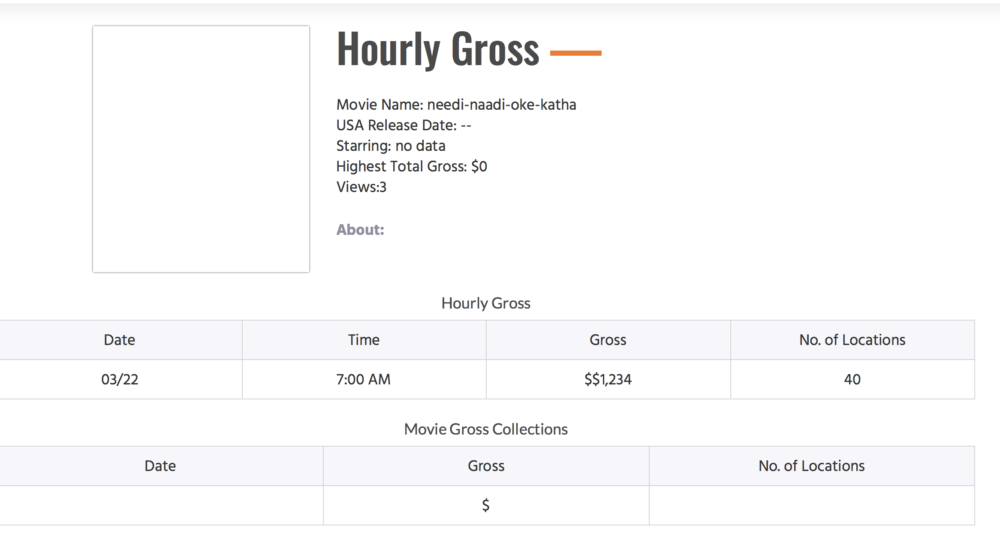 Hourly Gross
Movie Name: needi-naadi-oke-katha
USA Release Date: --
Starring: no data
Highest Total Gross: $0
Views:3
About:
Hourly Gross
Date Time Gross No. of Locations
03/22 7:00 AM $$1,234 40
Movie Gross Collections
Date Gross No. of Locations
$